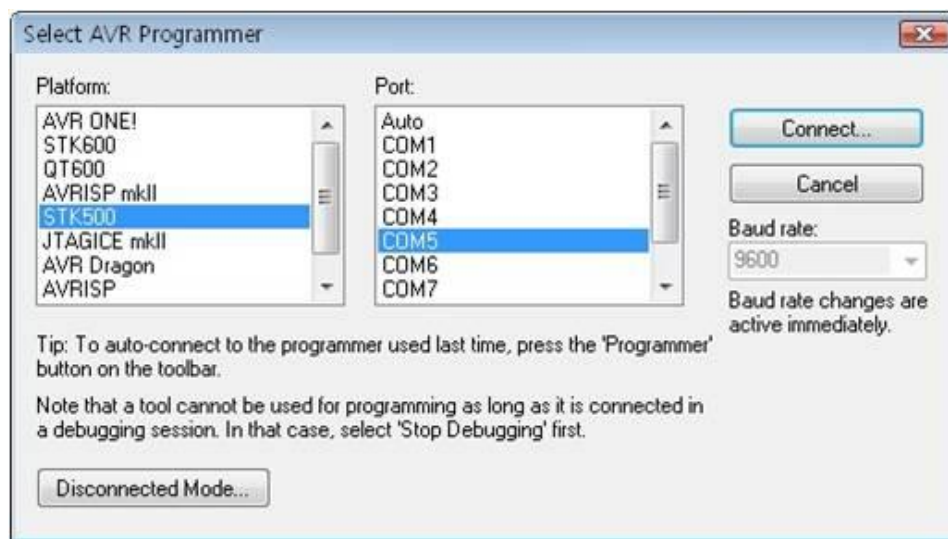 Select AVR Programmer
Platform:
AVR ONE!
STK600
QT600
AVRISP mkII
STK500
JTAGICE mkII
AVR Dragon
AVRISP
Port:
Auto
COM1
COM2
COM3
COM4
COM5
COM6
COM7
Connect...
Cancel
Baud rate:
9600
Baud rate changes are
active immediately.
Tip: To auto-connect to the programmer used last time, press the 'Programmer'
button on the toolbar.
Note that a tool cannot be used for programming as long as it is connected in
a debugging session. In that case, select 'Stop Debugging' first.
Disconnected Mode...